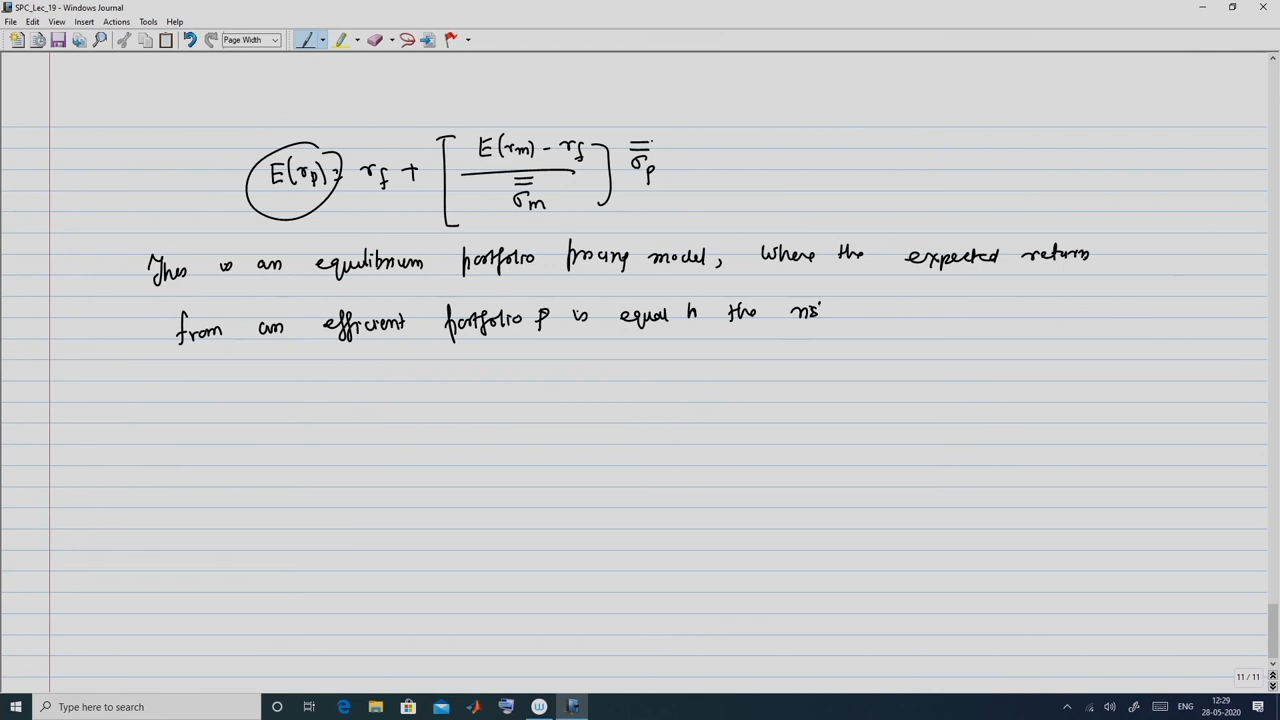 SPC_Lec_19 - Windows Journal
File Edit View Insert Actions Tools Help
Page Width
E(rp) = rf + [ E(rm) - rf / σm ] σp
This is an equilibrium portfolio pricing model, where the expected return
from an efficient portfolio P is equal to the ris
11 / 11
Type here to search
ENG
12:29
28-05-2020